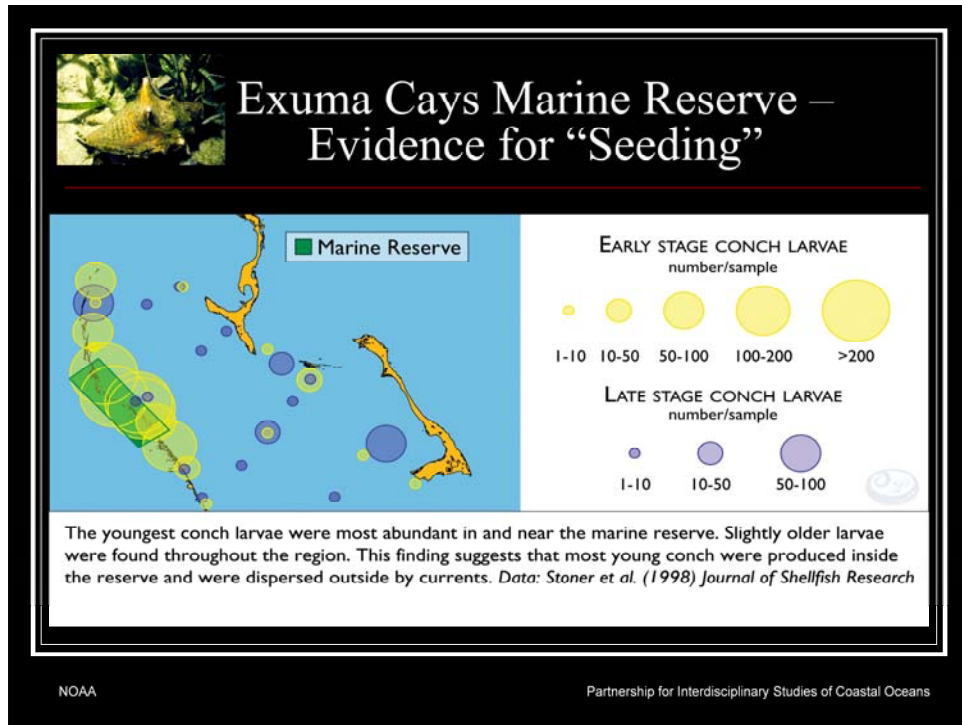 Exuma Cays Marine Reserve –
Evidence for “Seeding”
Marine Reserve
EARLY STAGE CONCH LARVAE
number/sample
1-10 10-50 50-100 100-200 >200
LATE STAGE CONCH LARVAE
number/sample
1-10 10-50 50-100
The youngest conch larvae were most abundant in and near the marine reserve. Slightly older larvae
were found throughout the region. This finding suggests that most young conch were produced inside
the reserve and were dispersed outside by currents. Data: Stoner et al. (1998) Journal of Shellfish Research
NOAA
Partnership for Interdisciplinary Studies of Coastal Oceans